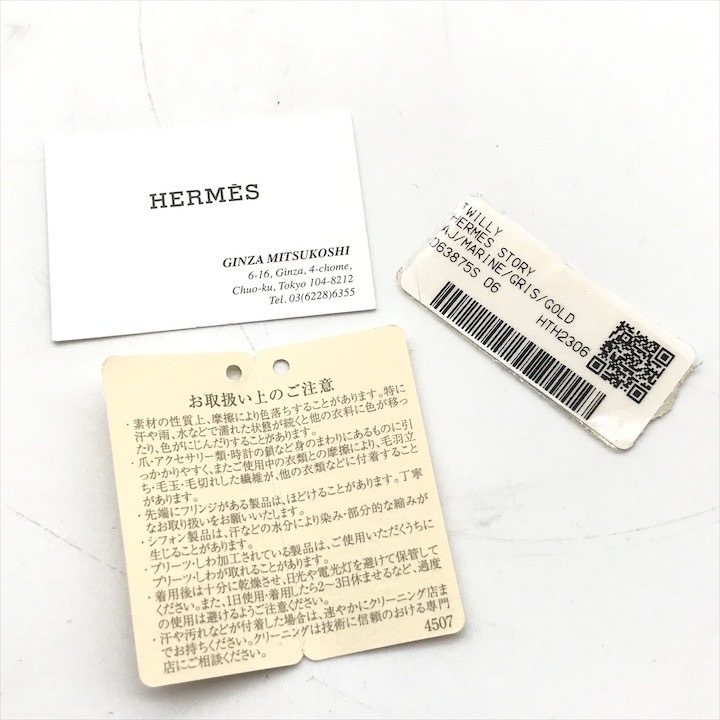 HERMÈS
GINZA MITSUKOSHI
6-16, Ginza, 4-chome,
Chuo-ku, Tokyo 104-8212
Tel. 03(6228)6355
TWILLY
HERMES STORY
AJ/MARINE/GRIS/GOLD
063875S 06
HTH2306
お取扱い上のご注意
・素材の性質上、摩擦により色落ちすることがあります。特に
汗や雨、水などで濡れた状態が続くと他の衣料に色が移っ
たり、色がにじんだりすることがあります。
・爪・アクセサリー類・時計の鎖など身のまわりにあるものに引
っかかりやすく、またご使用中の衣類との摩擦により、毛羽立
ち・毛玉・毛切れした繊維が、他の衣類などに付着すること
があります。
・先端にフリンジがある製品は、ほどけることがあります。丁寧
なお取り扱いをお願いいたします。
・シフォン製品は、汗などの水分により染み・部分的な縮みが
生じることがあります。
・プリーツ・しわ加工されている製品は、ご使用いただくうちに
プリーツ・しわが取れることがあります。
・着用後は十分に乾燥させ、日光や電光灯を避けて保管して
ください。また、1日使用・着用したら2〜3日休ませるなど、過度
の使用は避けるようご注意ください。
・汗や汚れなどが付着した場合は、速やかにクリーニング店ま
でお持ちください。クリーニングは技術に信頼のおける専門
店にご相談ください。
4507